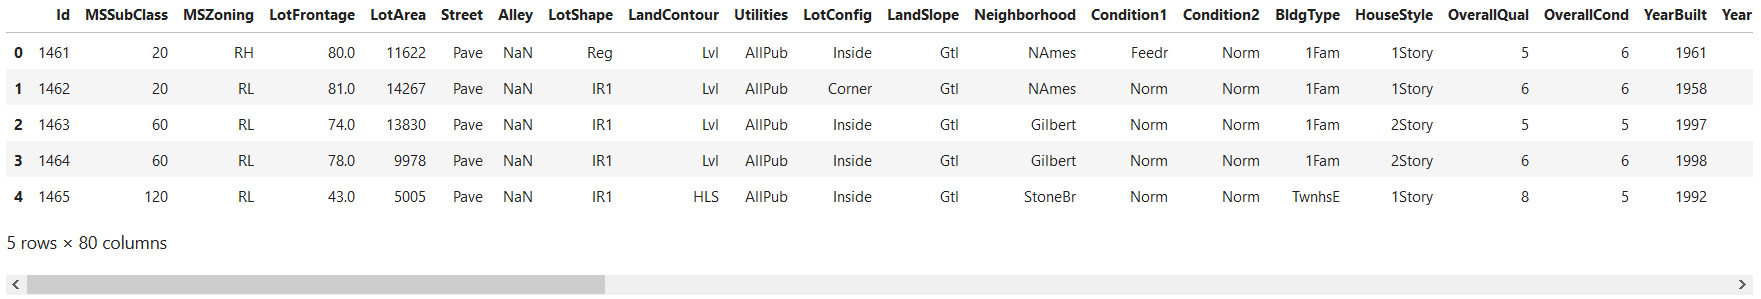 Id MSSubClass MSZoning LotFrontage LotArea Street Alley LotShape LandContour Utilities LotConfig LandSlope Neighborhood Condition1 Condition2 BldgType HouseStyle OverallQual OverallCond YearBuilt Year
0 1461 20 RH 80.0 11622 Pave NaN Reg Lvl AllPub Inside Gtl NAmes Feedr Norm 1Fam 1Story 5 6 1961
1 1462 20 RL 81.0 14267 Pave NaN IR1 Lvl AllPub Corner Gtl NAmes Norm Norm 1Fam 1Story 6 6 1958
2 1463 60 RL 74.0 13830 Pave NaN IR1 Lvl AllPub Inside Gtl Gilbert Norm Norm 1Fam 2Story 5 5 1997
3 1464 60 RL 78.0 9978 Pave NaN IR1 Lvl AllPub Inside Gtl Gilbert Norm Norm 1Fam 2Story 6 6 1998
4 1465 120 RL 43.0 5005 Pave NaN IR1 HLS AllPub Inside Gtl StoneBr Norm Norm TwnhsE 1Story 8 5 1992
5 rows × 80 columns